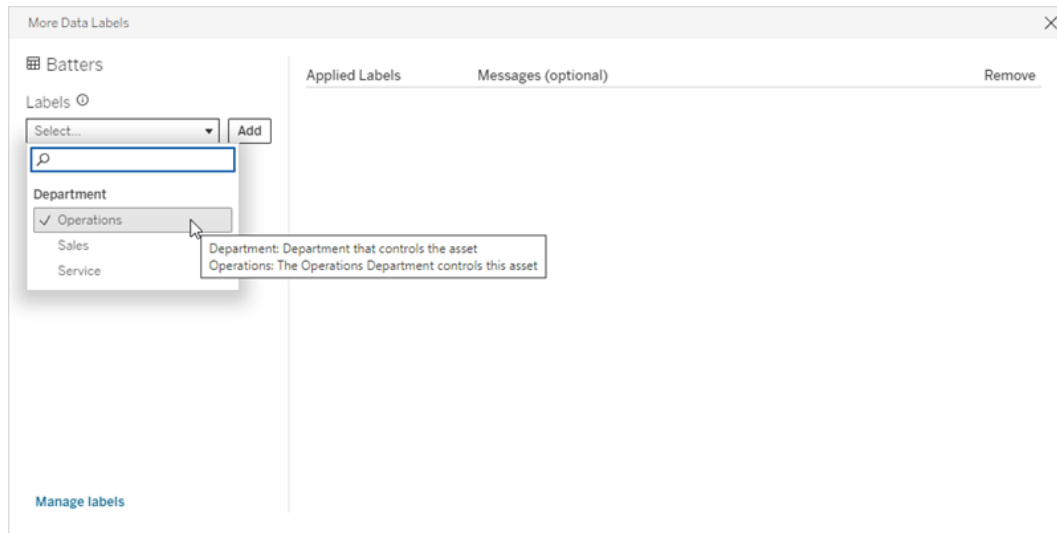 More Data Labels
Batters
Labels
Select...
Add
Department
Operations
Sales
Service
Department: Department that controls the asset
Operations: The Operations Department controls this asset
Manage labels
Applied Labels Messages (optional) Remove